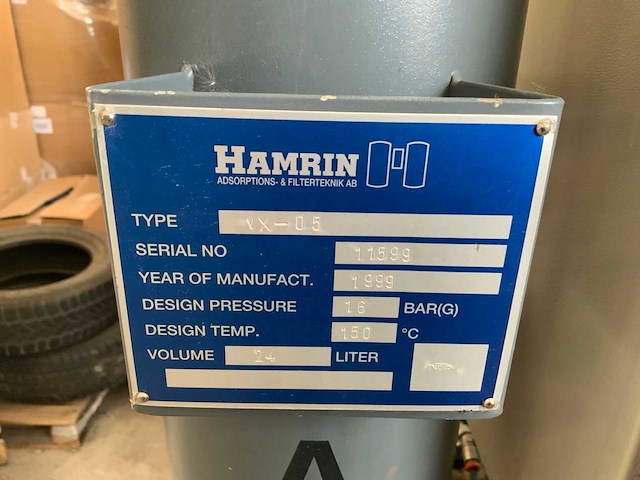 HAMRIN
ADSORPTIONS- & FILTERTEKNIK AB
TYPE VX-05
SERIAL NO 11599
YEAR OF MANUFACT. 1999
DESIGN PRESSURE 16 BAR(G)
DESIGN TEMP. 150 °C
VOLUME 24 LITER
A